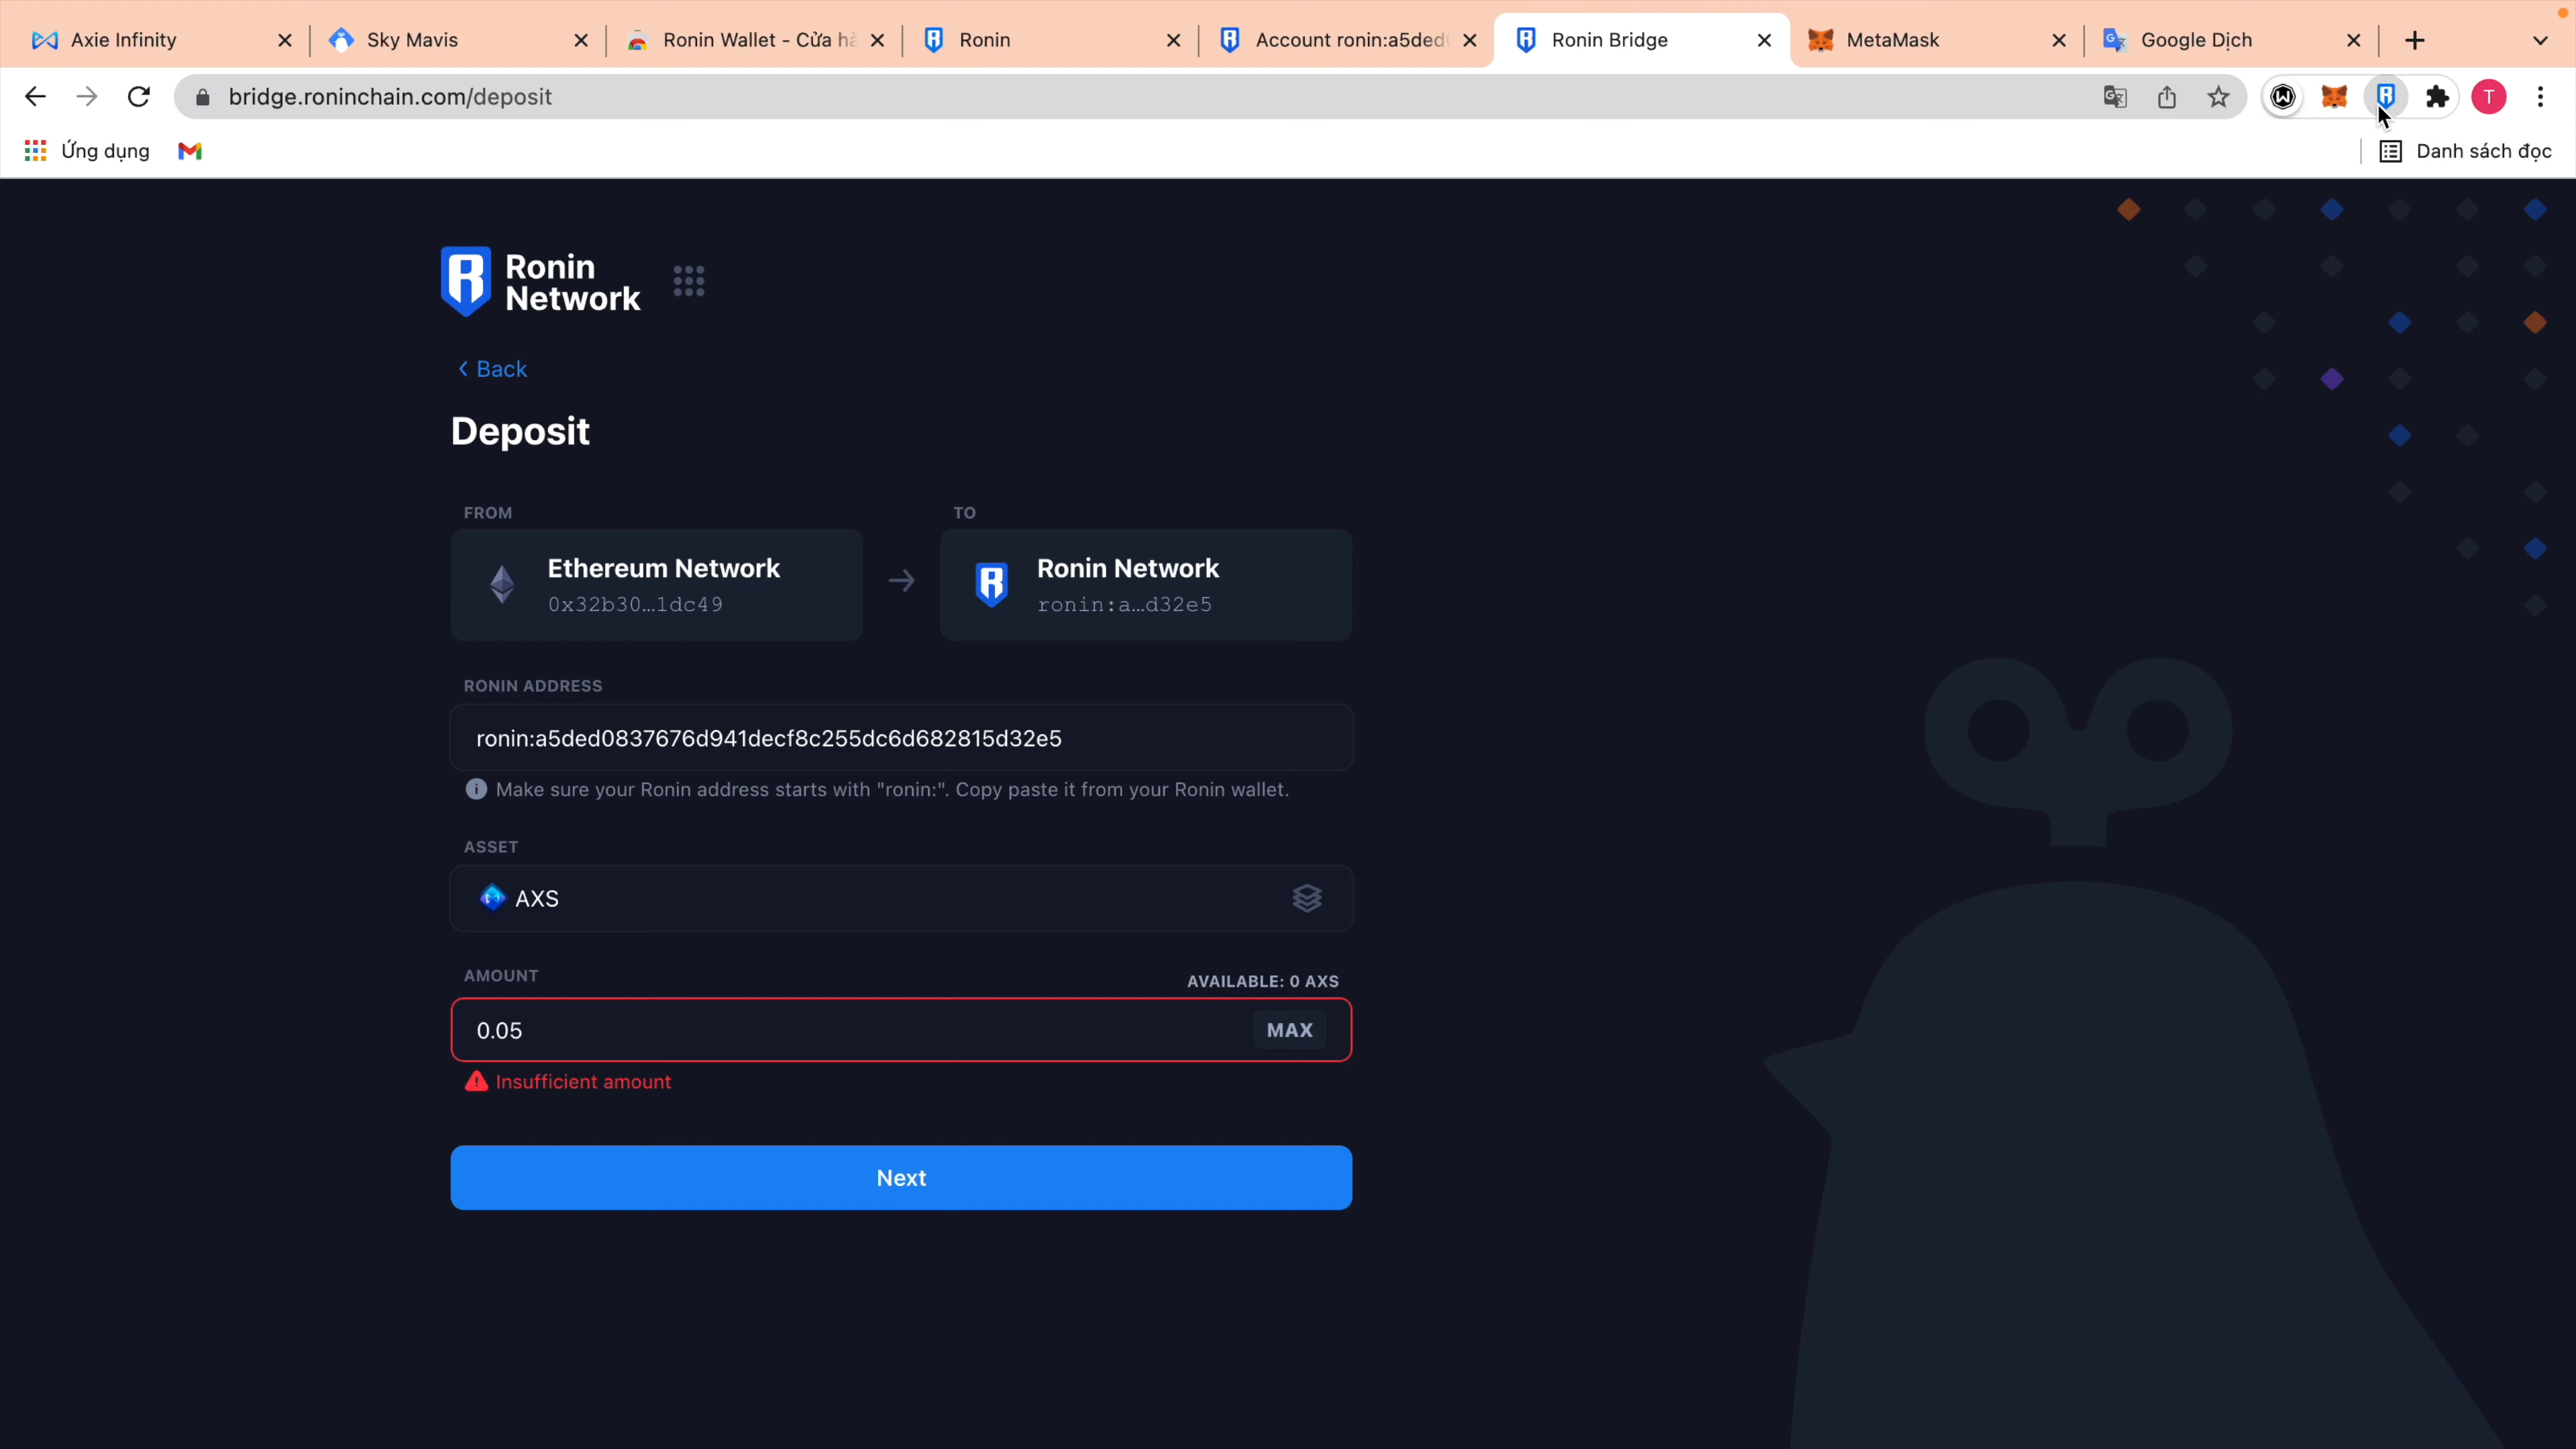 Axie Infinity
Sky Mavis
Ronin Wallet - Cửa hà
Ronin
Account ronin:a5ded
Ronin Bridge
MetaMask
Google Dịch
bridge.roninchain.com/deposit
T
Ứng dụng
Danh sách đọc
Ronin
Network
Back
Deposit
FROM
TO
Ethereum Network
0x32b30...1dc49
Ronin Network
ronin:a...d32e5
RONIN ADDRESS
ronin:a5ded0837676d941decf8c255dc6d682815d32e5
Make sure your Ronin address starts with "ronin:". Copy paste it from your Ronin wallet.
ASSET
AXS
AMOUNT
AVAILABLE: 0 AXS
0.05
MAX
Insufficient amount
Next